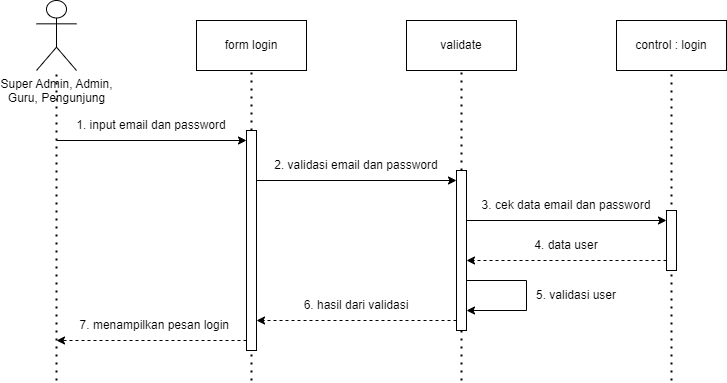 form login
validate
control : login
Super Admin, Admin,
Guru, Pengunjung
1. input email dan password
2. validasi email dan password
3. cek data email dan password
4. data user
5. validasi user
6. hasil dari validasi
7. menampilkan pesan login